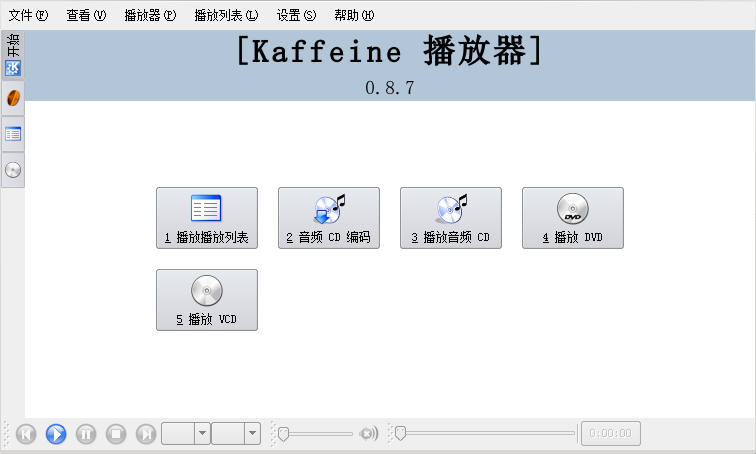 文件(F) 查看(V) 播放器(P) 播放列表(L) 设置(S) 帮助(H)
开始
[Kaffeine 播放器]
0.8.7
1 播放播放列表 2 音频 CD 编码 3 播放音频 CD 4 播放 DVD
5 播放 VCD
0:00:00